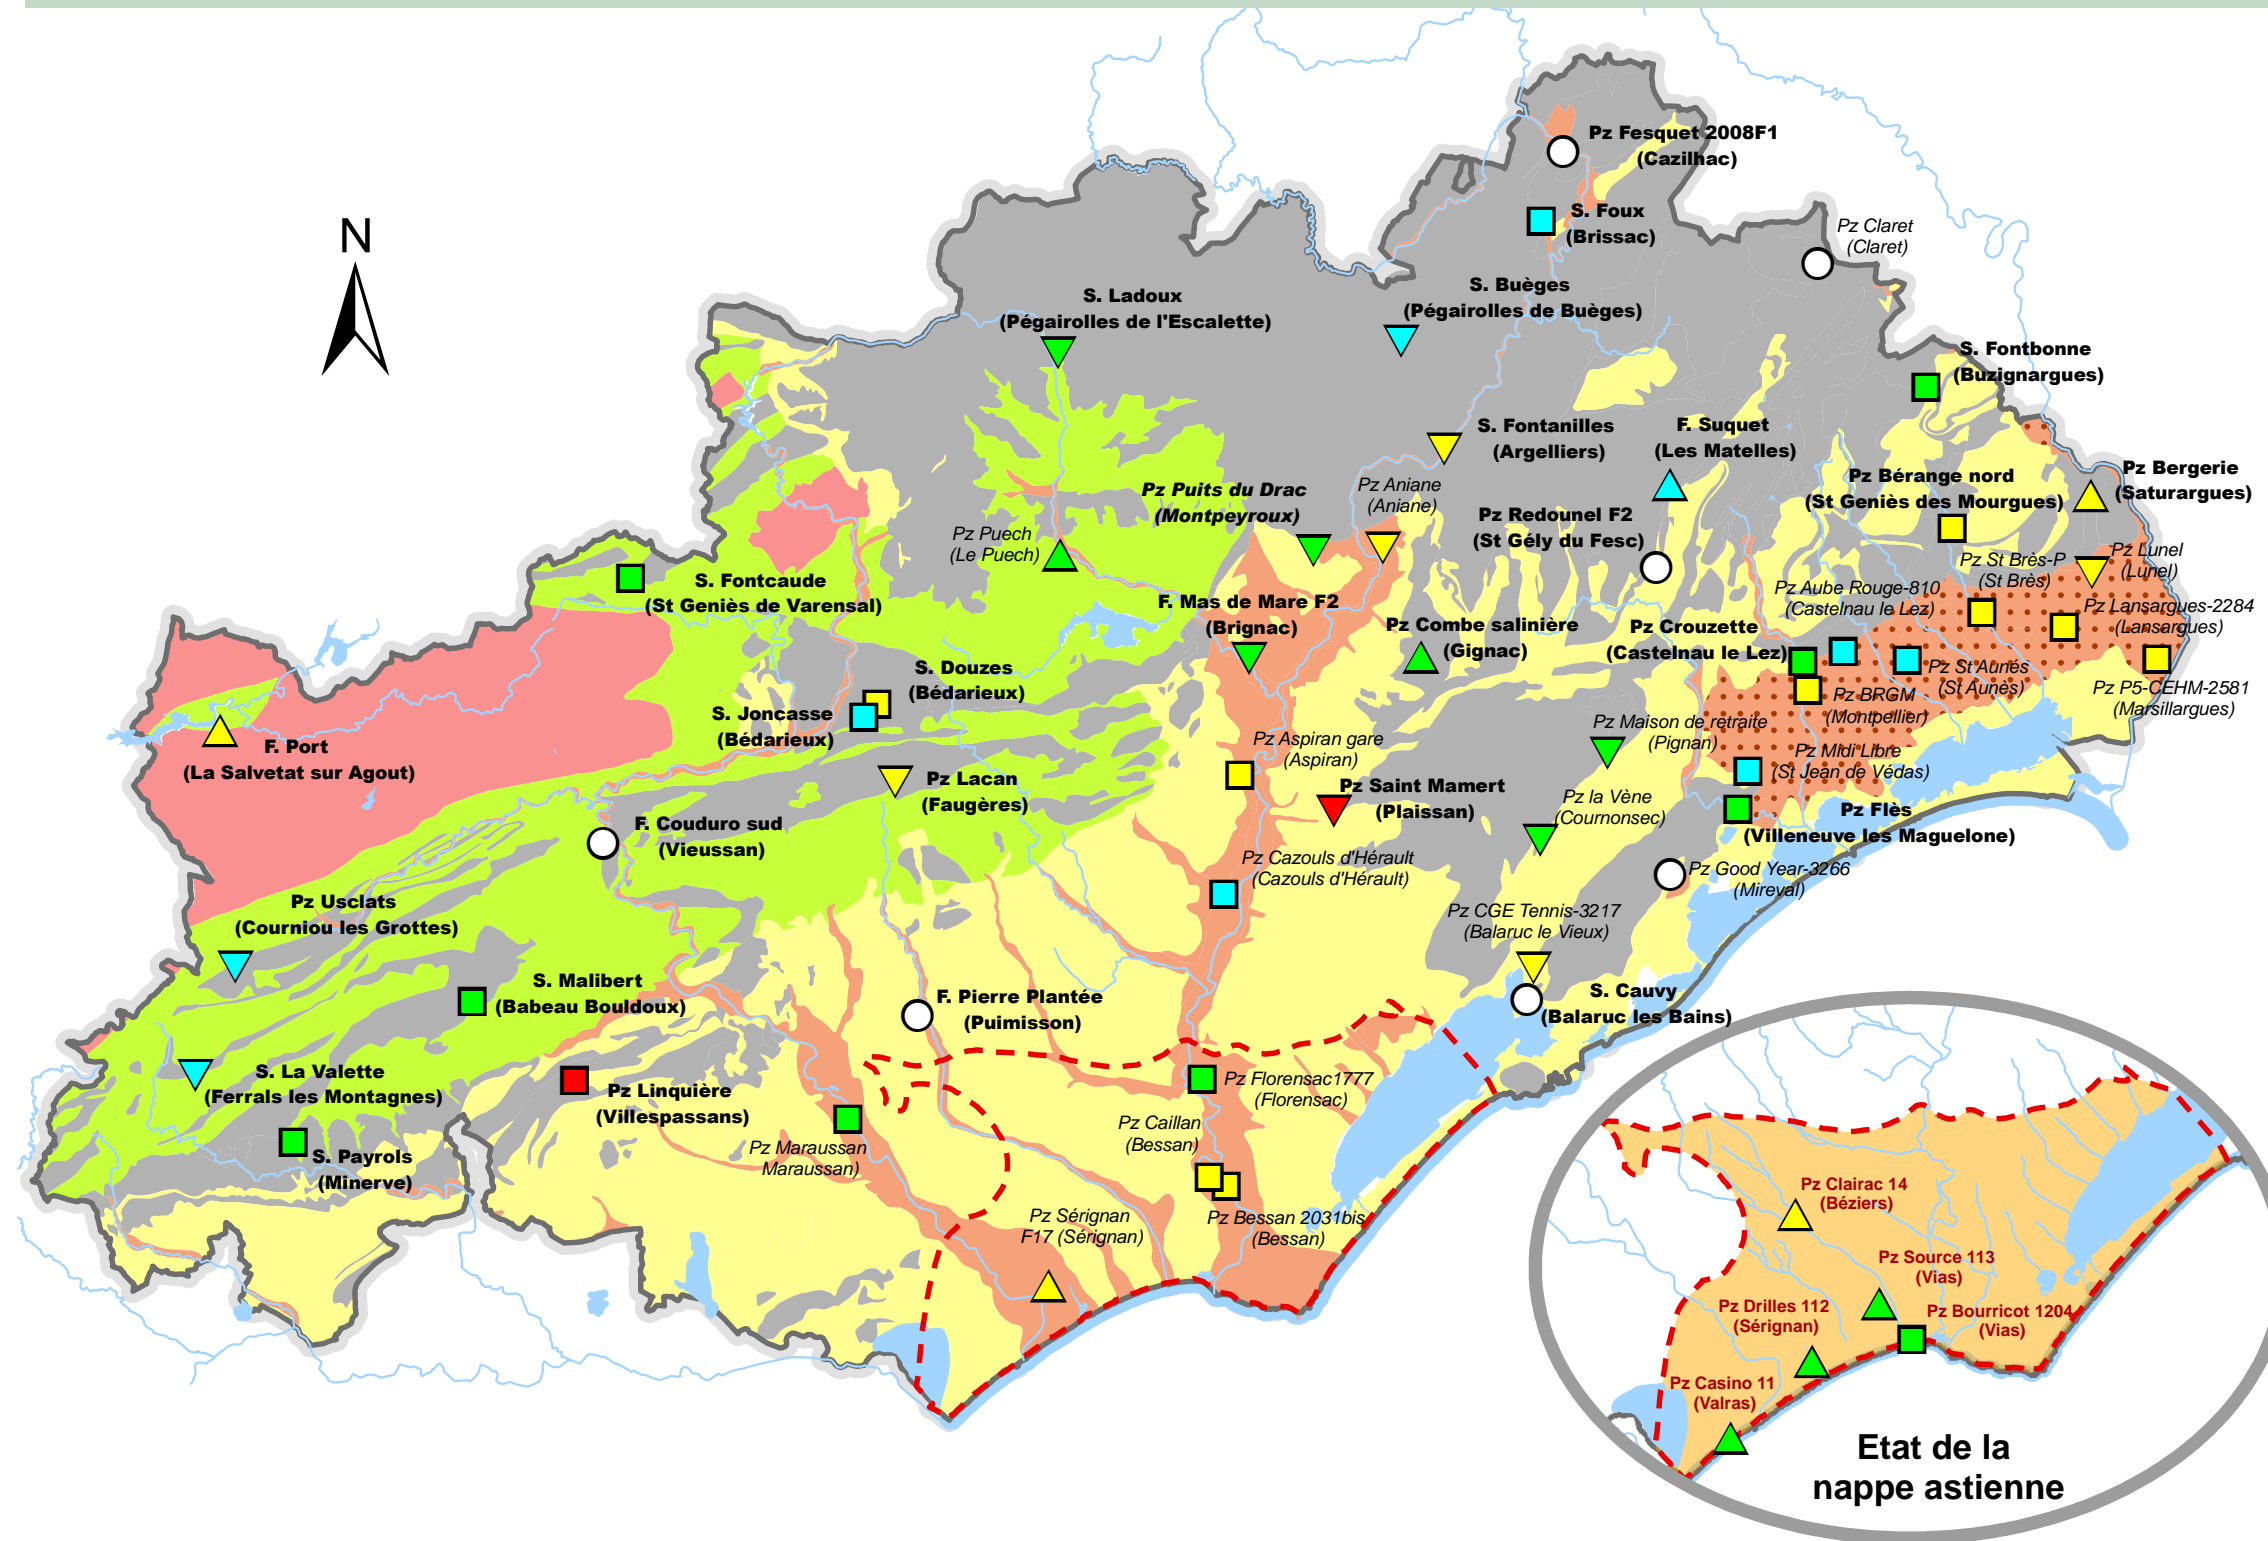 N
Pz Fesquet 2008F1
(Cazilhac)
S. Foux
(Brissac)
Pz Claret
(Claret)
S. Ladoux
(Pégairolles de l'Escalette)
S. Buèges
(Pégairolles de Buèges)
S. Fontbonne
(Buzignargues)
S. Fontanilles
(Argelliers)
F. Suquet
(Les Matelles)
Pz Bérange nord
(St Geniès des Mourgues)
Pz Bergerie
(Saturargues)
Pz Puits du Drac
(Montpeyroux)
Pz Aniane
(Aniane)
Pz Redounel F2
(St Gély du Fesc)
Pz Puech
(Le Puech)
Pz St Brès-P
(St Brès)
Pz Lunel
(Lunel)
S. Fontcaude
(St Geniès de Varensal)
Pz Aube Rouge-810
(Castelnau le Lez)
F. Mas de Mare F2
(Brignac)
Pz Lansargues-2284
(Lansargues)
Pz Combe salinière
(Gignac)
Pz Crouzette
(Castelnau le Lez)
S. Douzes
(Bédarieux)
Pz St Aunés
(St Aunès)
Pz BRGM
(Montpellier)
Pz P5-CEHM-2581
(Marsillargues)
S. Joncasse
(Bédarieux)
Pz Maison de retraite
(Pignan)
F. Port
(La Salvetat sur Agout)
Pz Aspiran gare
(Aspiran)
Pz Midi Libre
(St Jean de Védas)
Pz Lacan
(Faugères)
Pz Saint Mamert
(Plaissan)
Pz la Vène
(Cournonsec)
Pz Flès
(Villeneuve les Maguelone)
F. Couduro sud
(Vieussan)
Pz Cazouls d'Hérault
(Cazouls d'Hérault)
Pz Good Year-3266
(Mireval)
Pz Usclats
(Courniou les Grottes)
Pz CGE Tennis-3217
(Balaruc le Vieux)
S. Malibert
(Babeau Bouldoux)
F. Pierre Plantée
(Puimisson)
S. Cauvy
(Balaruc les Bains)
S. La Valette
(Ferrals les Montagnes)
Pz Linquière
(Villespassans)
Pz Florensac1777
(Florensac)
Pz Caillan
(Bessan)
Pz Maraussan
Maraussan)
S. Payrols
(Minerve)
Pz Sérignan
F17 (Sérignan)
Pz Bessan 2031bis
(Bessan)
Pz Clairac 14
(Béziers)
Pz Source 113
(Vias)
Pz Drilles 112
(Sérignan)
Pz Bourricot 1204
(Vias)
Pz Casino 11
(Valras)
Etat de la
nappe astienne